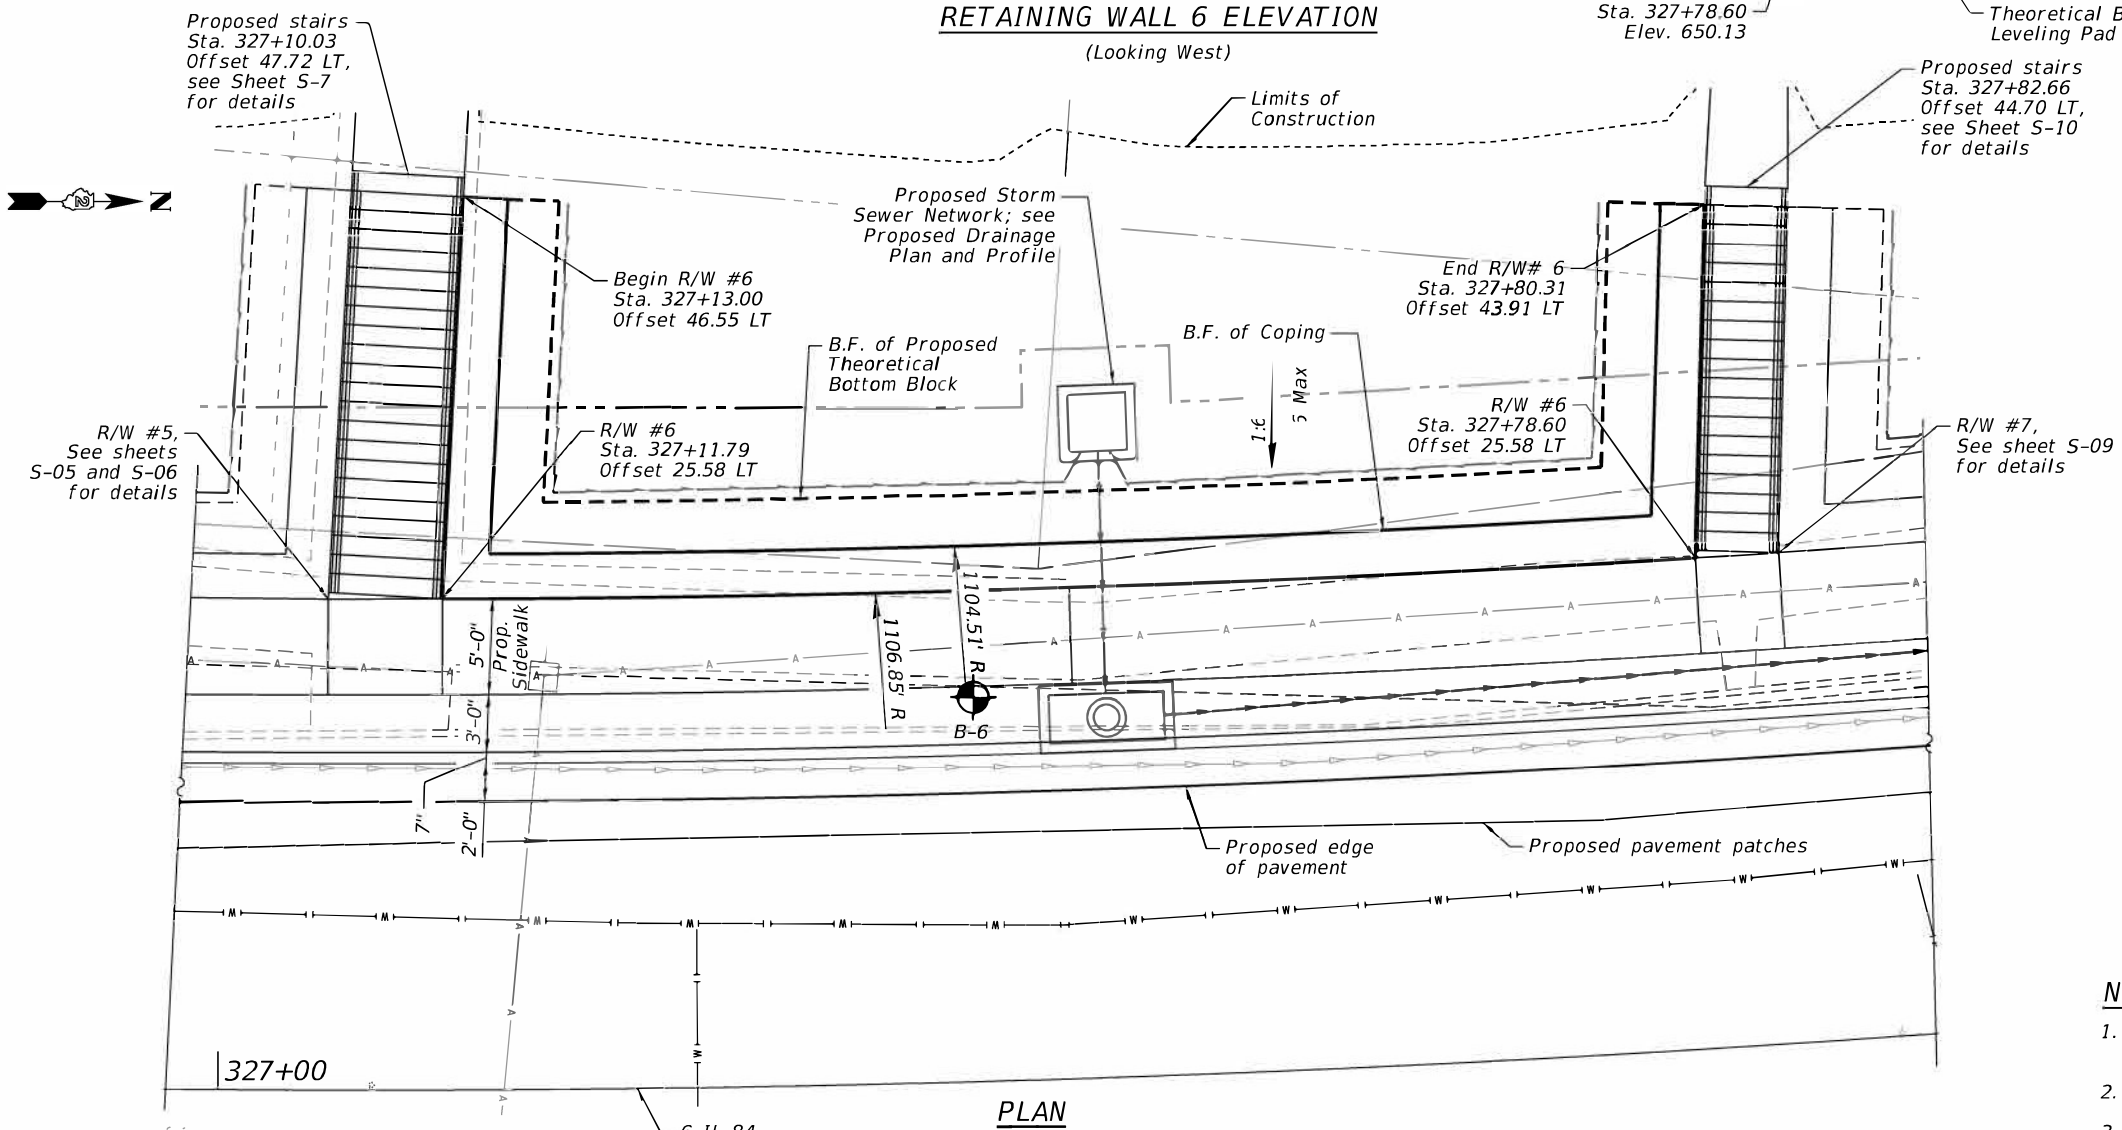 RETAINING WALL 6 ELEVATION
(Looking West)
Proposed stairs
Sta. 327+10.03
Offset 47.72 LT,
see Sheet S-7
for details
Sta. 327+78.60
Elev. 650.13
Theoretical B
Leveling Pad
Proposed stairs
Sta. 327+82.66
Offset 44.70 LT,
see Sheet S-10
for details
Limits of
Construction
N
Proposed Storm
Sewer Network; see
Proposed Drainage
Plan and Profile
Begin R/W #6
Sta. 327+13.00
Offset 46.55 LT
End R/W# 6
Sta. 327+80.31
Offset 43.91 LT
B.F. of Proposed
Theoretical
Bottom Block
B.F. of Coping
1:6
Max
R/W #5,
See sheets
S-05 and S-06
for details
R/W #6
Sta. 327+11.79
Offset 25.58 LT
R/W #6
Sta. 327+78.60
Offset 25.58 LT
R/W #7,
See sheet S-09
for details
5'-0"
Prop.
Sidewalk
3'-0"
7"
2'-0"
1106.85' R
1104.51' R
B-6
Proposed edge
of pavement
Proposed pavement patches
327+00
PLAN
N
1.
2.